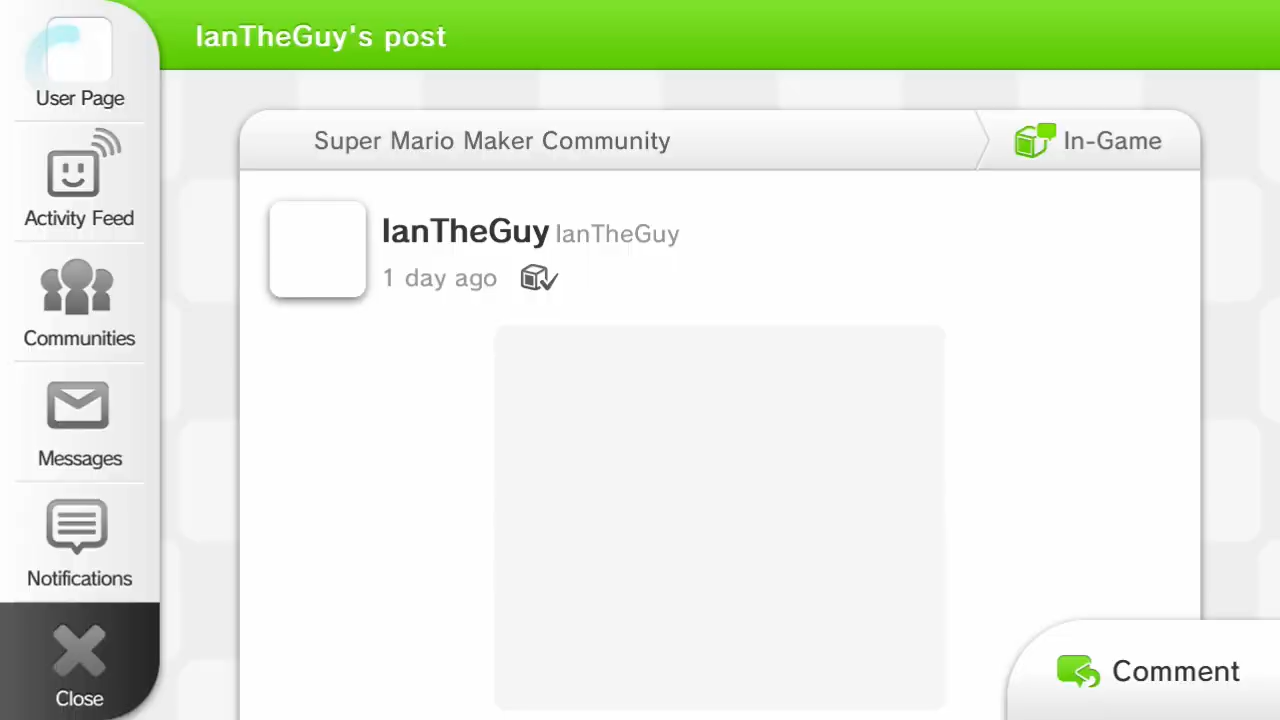 IanTheGuy's post
User Page
Activity Feed
Communities
Messages
Notifications
Close
Super Mario Maker Community
In-Game
IanTheGuy IanTheGuy
1 day ago
Comment